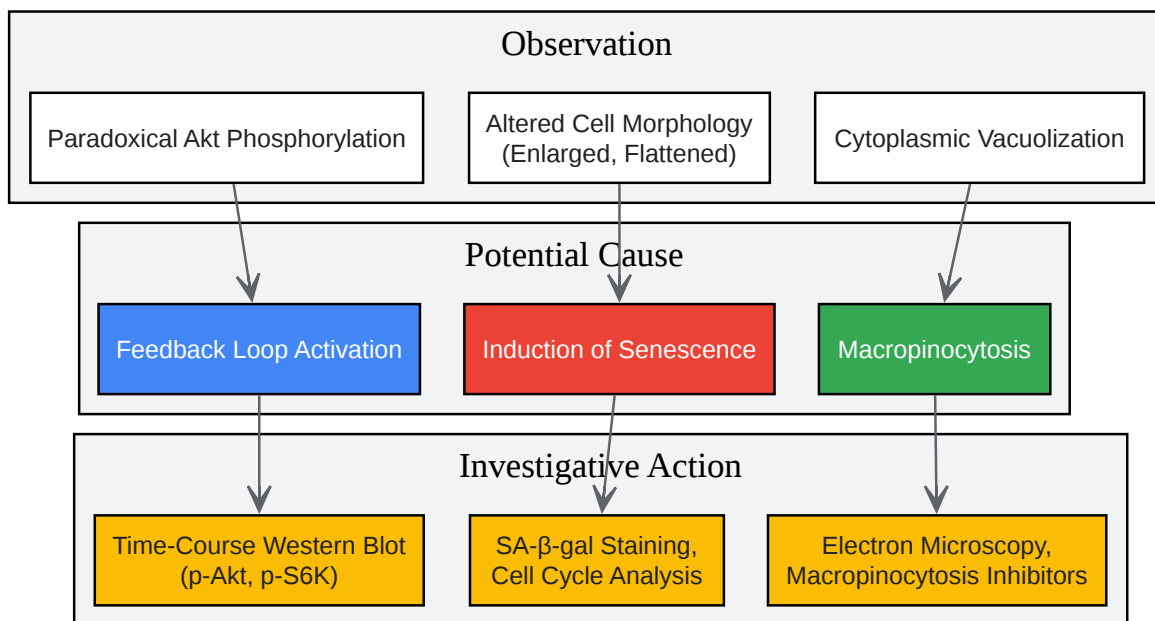 Observation
Paradoxical Akt Phosphorylation
Altered Cell Morphology
(Enlarged, Flattened)
Cytoplasmic Vacuolization
Potential Cause
Feedback Loop Activation
Induction of Senescence
Macropinocytosis
Investigative Action
Time-Course Western Blot
(p-Akt, p-S6K)
SA-β-gal Staining,
Cell Cycle Analysis
Electron Microscopy,
Macropinocytosis Inhibitors